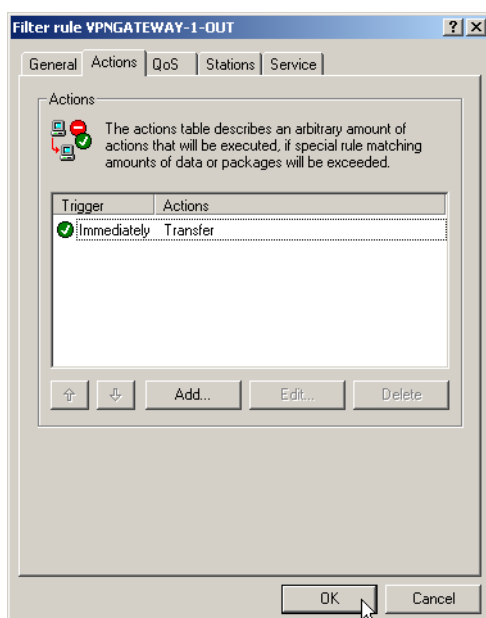 Filter rule VPNGATEWAY-1-OUT
General Actions QoS Stations Service
Actions
The actions table describes an arbitrary amount of
actions that will be executed, if special rule matching
amounts of data or packages will be exceeded.
Trigger Actions
Immediately Transfer
Add... Edit... Delete
OK Cancel